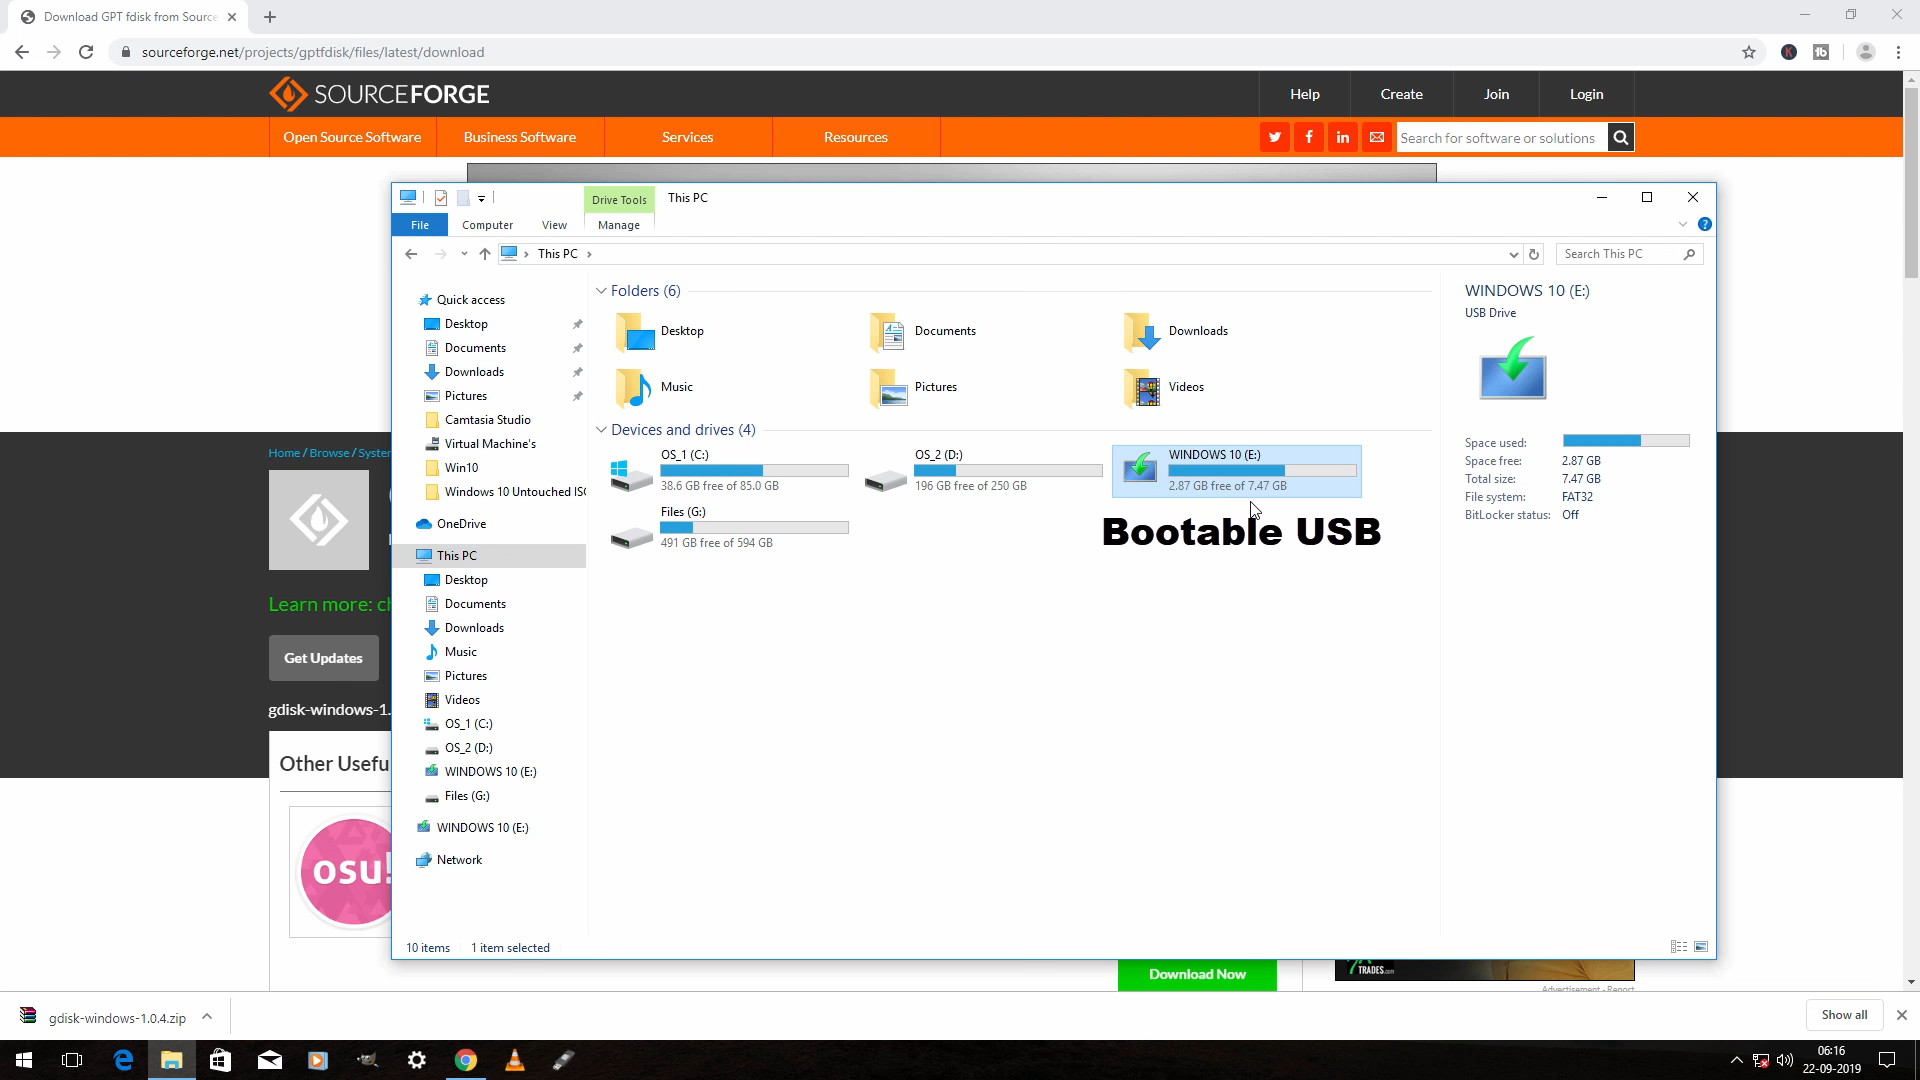 Download GPT fdisk from Source
sourceforge.net/projects/gptfdisk/files/latest/download
SOURCEFORGE
Help
Create
Join
Login
Open Source Software
Business Software
Services
Resources
Search for software or solutions
Drive Tools
This PC
File
Computer
View
Manage
This PC
Search This PC
Quick access
Desktop
Documents
Downloads
Pictures
Camtasia Studio
Virtual Machine's
Win10
Windows 10 Untouched ISO
OneDrive
This PC
Desktop
Documents
Downloads
Music
Pictures
Videos
OS_1 (C:)
OS_2 (D:)
WINDOWS 10 (E:)
Files (G:)
WINDOWS 10 (E:)
Network
Folders (6)
Desktop
Documents
Downloads
Music
Pictures
Videos
Devices and drives (4)
OS_1 (C:)
38.6 GB free of 85.0 GB
OS_2 (D:)
196 GB free of 250 GB
WINDOWS 10 (E:)
2.87 GB free of 7.47 GB
Files (G:)
491 GB free of 594 GB
Bootable USB
WINDOWS 10 (E:)
USB Drive
Space used:
Space free: 2.87 GB
Total size: 7.47 GB
File system: FAT32
BitLocker status: Off
10 items
1 item selected
Home / Browse / System
Learn more: ch
Get Updates
gdisk-windows-1.
Other Usefu
osu!
Download Now
TRADES.com
Advertisement - Report
gdisk-windows-1.0.4.zip
Show all
06:16
22-09-2019